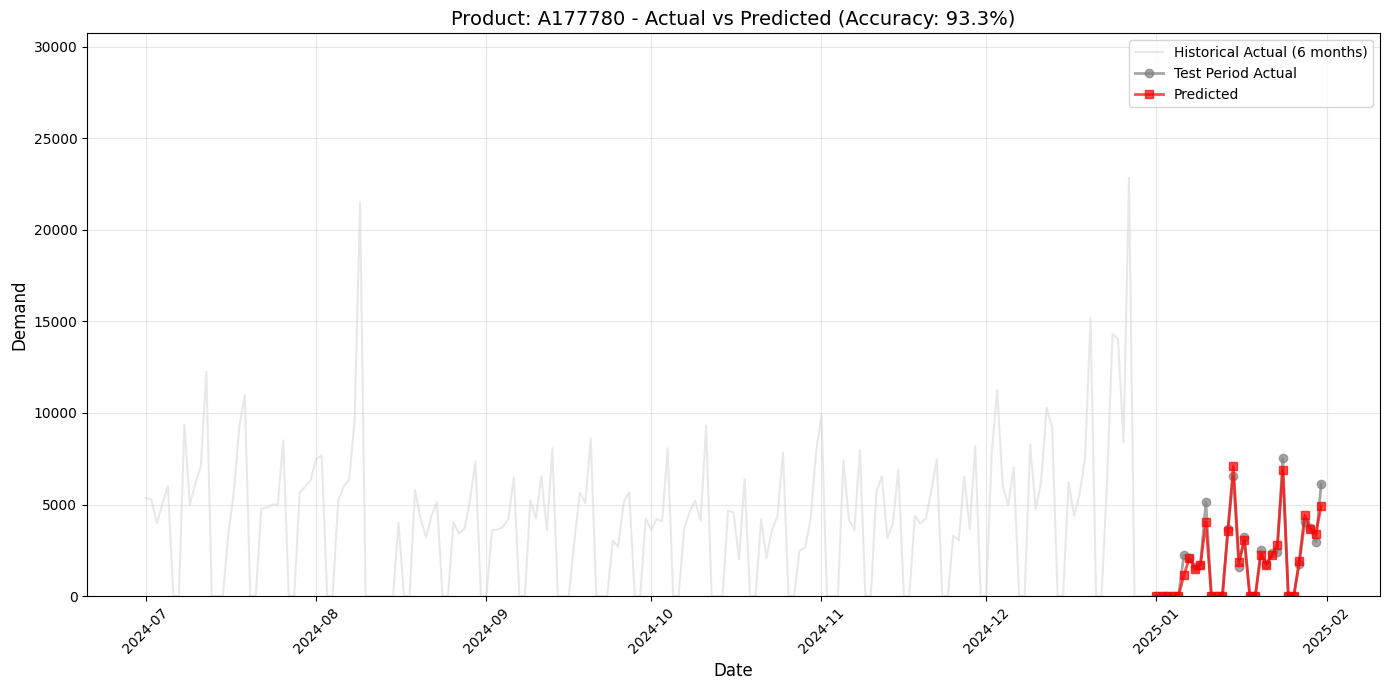 Product: A177780 - Actual vs Predicted (Accuracy: 93.3%)
Historical Actual (6 months)
Test Period Actual
Predicted
Demand
30000
25000
20000
15000
10000
5000
0
2024-07
2024-08
2024-09
2024-10
2024-11
2024-12
2025-01
2025-02
Date